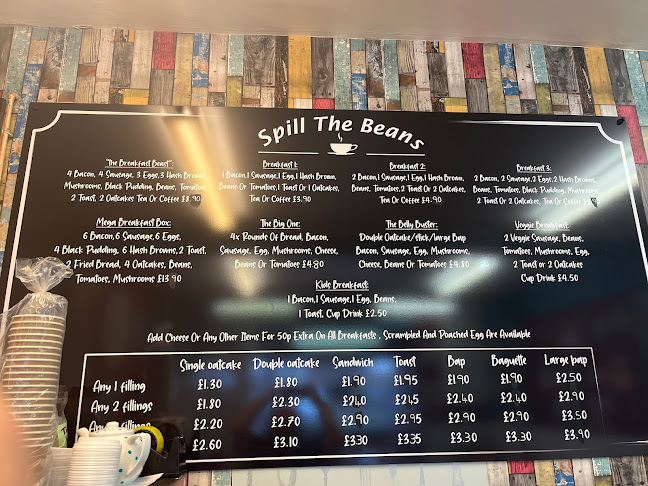 Spill The Beans
"The Breakfast Beast":
4 Bacon, 4 Sausage, 3 Eggs, 3 Hash Browns,
Mushrooms, Black Pudding, Beans, Tomatoes,
2 Toast, 2 Oatcakes Tea Or Coffee £8.90
Breakfast 1:
1 Bacon, 1 Sausage, 1 Egg, 1 Hash Brown,
Beans Or Tomatoes, 1 Toast Or 1 Oatcakes,
Tea Or Coffee £3.90
Breakfast 2:
2 Bacon, 1 Sausage, 1 Egg, 1 Hash Brown,
Beans, Tomatoes, 2 Toast Or 2 Oatcakes,
Tea Or Coffee £4.90
Breakfast 3:
2 Bacon, 2 Sausage, 2 Eggs, 2 Hash Brown,
Beans, Tomatoes, Black Pudding, Mushrooms
2 Toast Or 2 Oatcakes, Tea Or Coffee
Mega Breakfast Box:
6 Bacon, 6 Sausage, 6 Eggs,
4 Black Pudding, 6 Hash Browns, 2 Toast,
2 Fried Bread, 4 Oatcakes, Beans,
Tomatoes, Mushrooms £13.90
The Big One:
4x Rounds Of Bread, Bacon,
Sausage, Egg, Mushrooms, Cheese,
Beans Or Tomatoes £4.80
The Belly Buster:
Double Oatcake/stick/large Bap
Bacon, Sausage, Egg, Mushrooms,
Cheese, Beans Or Tomatoes £4.80
Veggie Breakfast:
2 Veggie Sausage, Beans,
Tomatoes, Mushrooms, Egg,
2 Toast or 2 Oatcakes
Cup Drink £4.50
Kids Breakfast:
1 Bacon, 1 Sausage, 1 Egg, Beans,
1 Toast, Cup Drink £2.50
Add Cheese Or Any Other Items For 50p Extra On All Breakfasts, Scrambled And Poached Egg Are Available
Single oatcake Double oatcake Sandwich Toast Bap Baguette Large bap
Any 1 filling £1.30 £1.80 £1.90 £1.95 £1.90 £1.90 £2.50
Any 2 fillings £1.80 £2.30 £2.40 £2.45 £2.40 £2.40 £2.90
Any fillings £2.20 £2.70 £2.90 £2.95 £2.90 £2.90 £3.50
£2.60 £3.10 £3.30 £3.35 £3.30 £3.30 £3.90